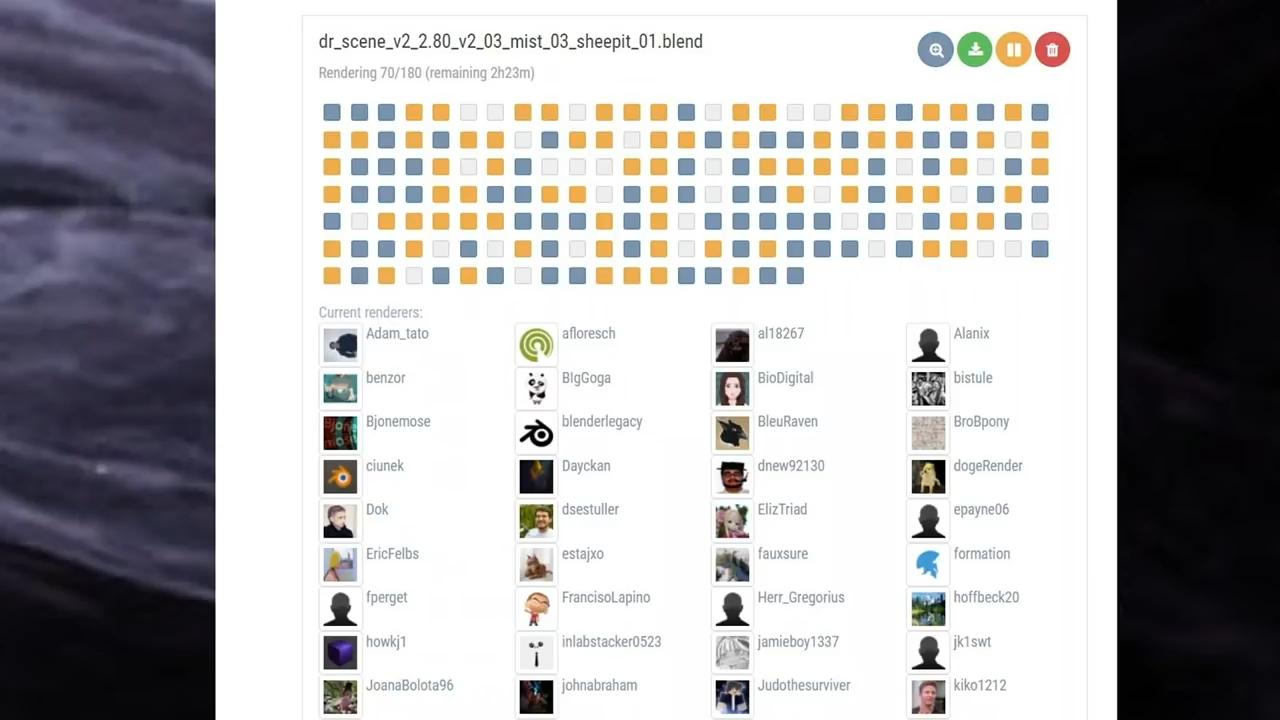 dr_scene_v2_2.80_v2_03_mist_03_sheepit_01.blend
Rendering 70/180 (remaining 2h23m)
Current renderers:
Adam_tato afloresch al18267 Alanix
benzor BIgGoga BioDigital bistule
Bjonemose blenderlegacy BleuRaven BroBpony
ciunek Dayckan dnew92130 dogeRender
Dok dsestuller ElizTriad epayne06
EricFelbs estajxo fauxsure formation
fperget FrancisoLapino Herr_Gregorius hoffbeck20
howkj1 inlabstacker0523 jamieboy1337 jk1swt
JoanaBolota96 johnabraham Judothesurviver kiko1212